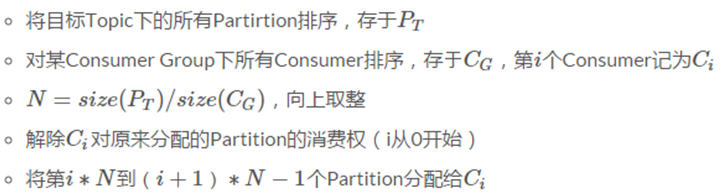 将目标Topic下的所有Partirtion排序，存于P_T
对某Consumer Group下所有Consumer排序，存于C_G，第i个Consumer记为C_i
N = size(P_T)/size(C_G)，向上取整
解除C_i对原来分配的Partition的消费权（i从0开始）
将第i ∗ N到（i + 1）∗ N − 1个Partition分配给C_i